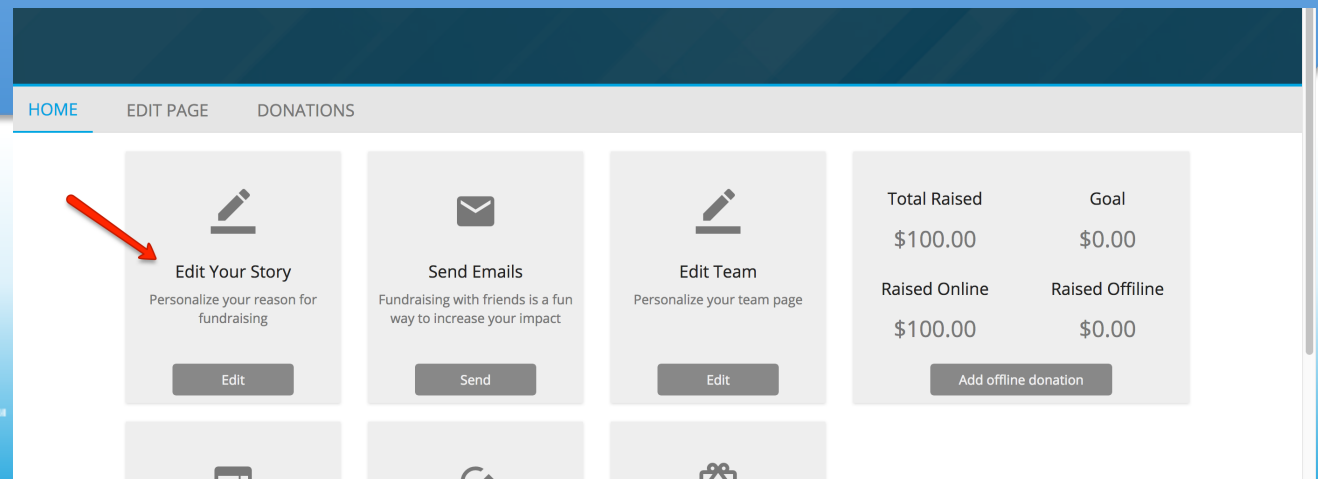 HOME EDIT PAGE DONATIONS
Edit Your Story
Personalize your reason for
fundraising
Edit
Send Emails
Fundraising with friends is a fun
way to increase your impact
Send
Edit Team
Personalize your team page
Edit
Total Raised Goal
$100.00 $0.00
Raised Online Raised Offiline
$100.00 $0.00
Add offline donation